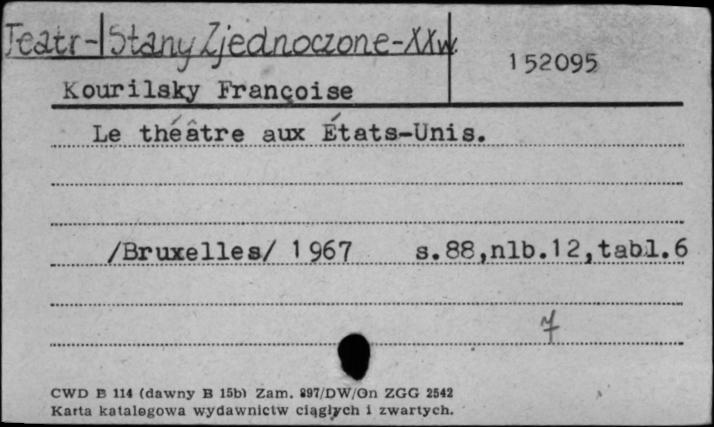 Teatr-Stany Zjednoczone-XXw.
152095
Kourilsky Françoise
Le théâtre aux États-Unis.
/Bruxelles/ 1967 s.88,nlb.12,tabl.6
7
CWD B 114 (dawny B 15b) Zam. 897/DW/On ZGG 2542
Karta katalogowa wydawnictw ciągłych i zwartych.